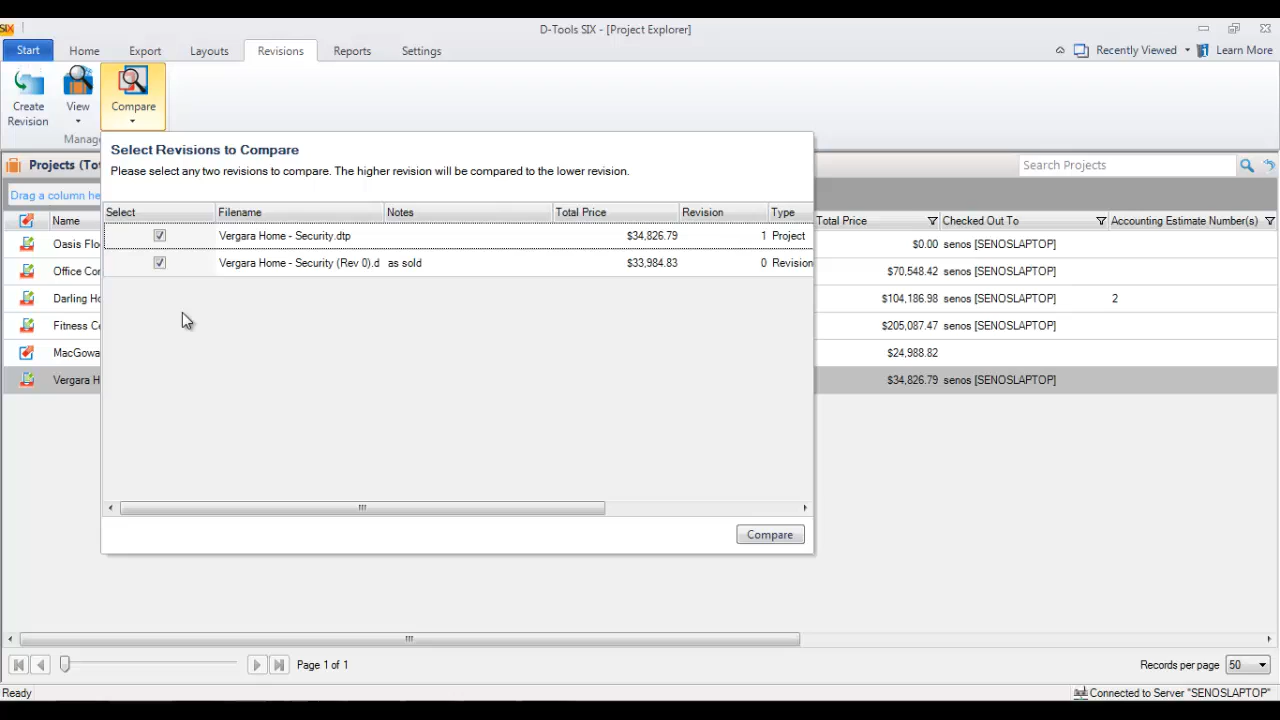 SIX
D-Tools SIX - [Project Explorer]
Start Home Export Layouts Revisions Reports Settings
Recently Viewed Learn More
Create Revision
View
Compare
Manag
Select Revisions to Compare
Please select any two revisions to compare. The higher revision will be compared to the lower revision.
Select Filename Notes Total Price Revision Type
Vergara Home - Security.dtp $34,826.79 1 Project
Vergara Home - Security (Rev 0).d as sold $33,984.83 0 Revision
Compare
Projects (Tot
Search Projects
Drag a column he
Name Total Price Checked Out To Accounting Estimate Number(s)
Oasis Flo $0.00 senos [SENOSLAPTOP]
Office Cor $70,548.42 senos [SENOSLAPTOP]
Darling Ho $104,186.98 senos [SENOSLAPTOP] 2
Fitness Ce $205,087.47 senos [SENOSLAPTOP]
MacGowa $24,988.82
Vergara H $34,826.79 senos [SENOSLAPTOP]
Page 1 of 1
Records per page 50
Ready
Connected to Server "SENOSLAPTOP"